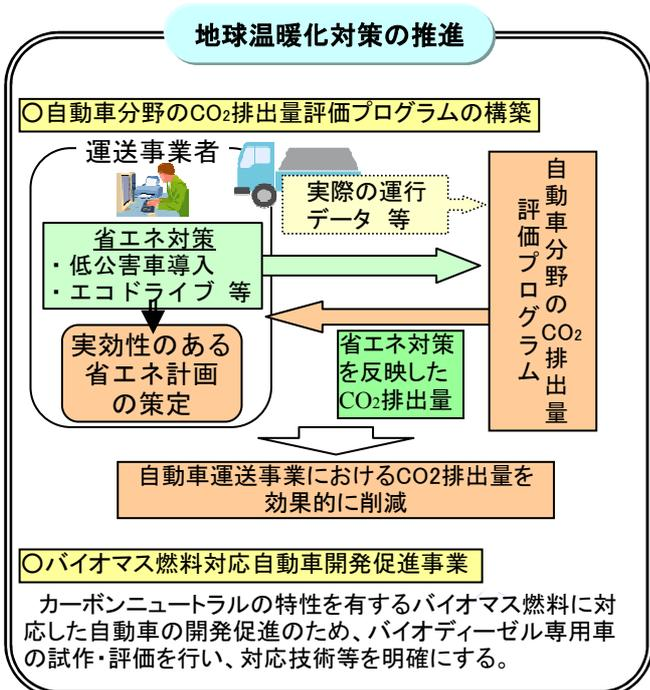 地球温暖化対策の推進
〇自動車分野のCO₂排出量評価プログラムの構築
運送事業者
実際の運行
データ 等
省エネ対策
・低公害車導入
・エコドライブ 等
自動車分野のCO₂排出量
評価プログラム
実効性のある
省エネ計画
の策定
省エネ対策
を反映した
CO₂排出量
自動車運送事業におけるCO2排出量を
効果的に削減
〇バイオマス燃料対応自動車開発促進事業
カーボンニュートラルの特性を有するバイオマス燃料に対
応した自動車の開発促進のため、バイオディーゼル専用車
の試作・評価を行い、対応技術等を明確にする。